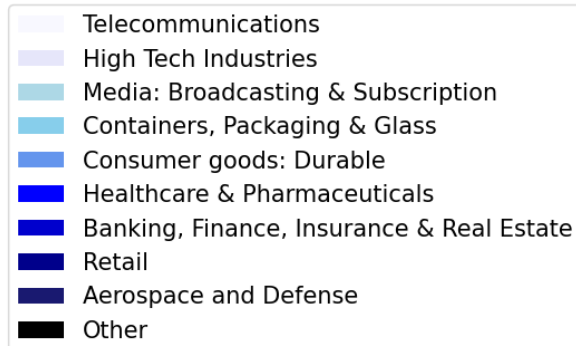 Telecommunications
High Tech Industries
Media: Broadcasting & Subscription
Containers, Packaging & Glass
Consumer goods: Durable
Healthcare & Pharmaceuticals
Banking, Finance, Insurance & Real Estate
Retail
Aerospace and Defense
Other